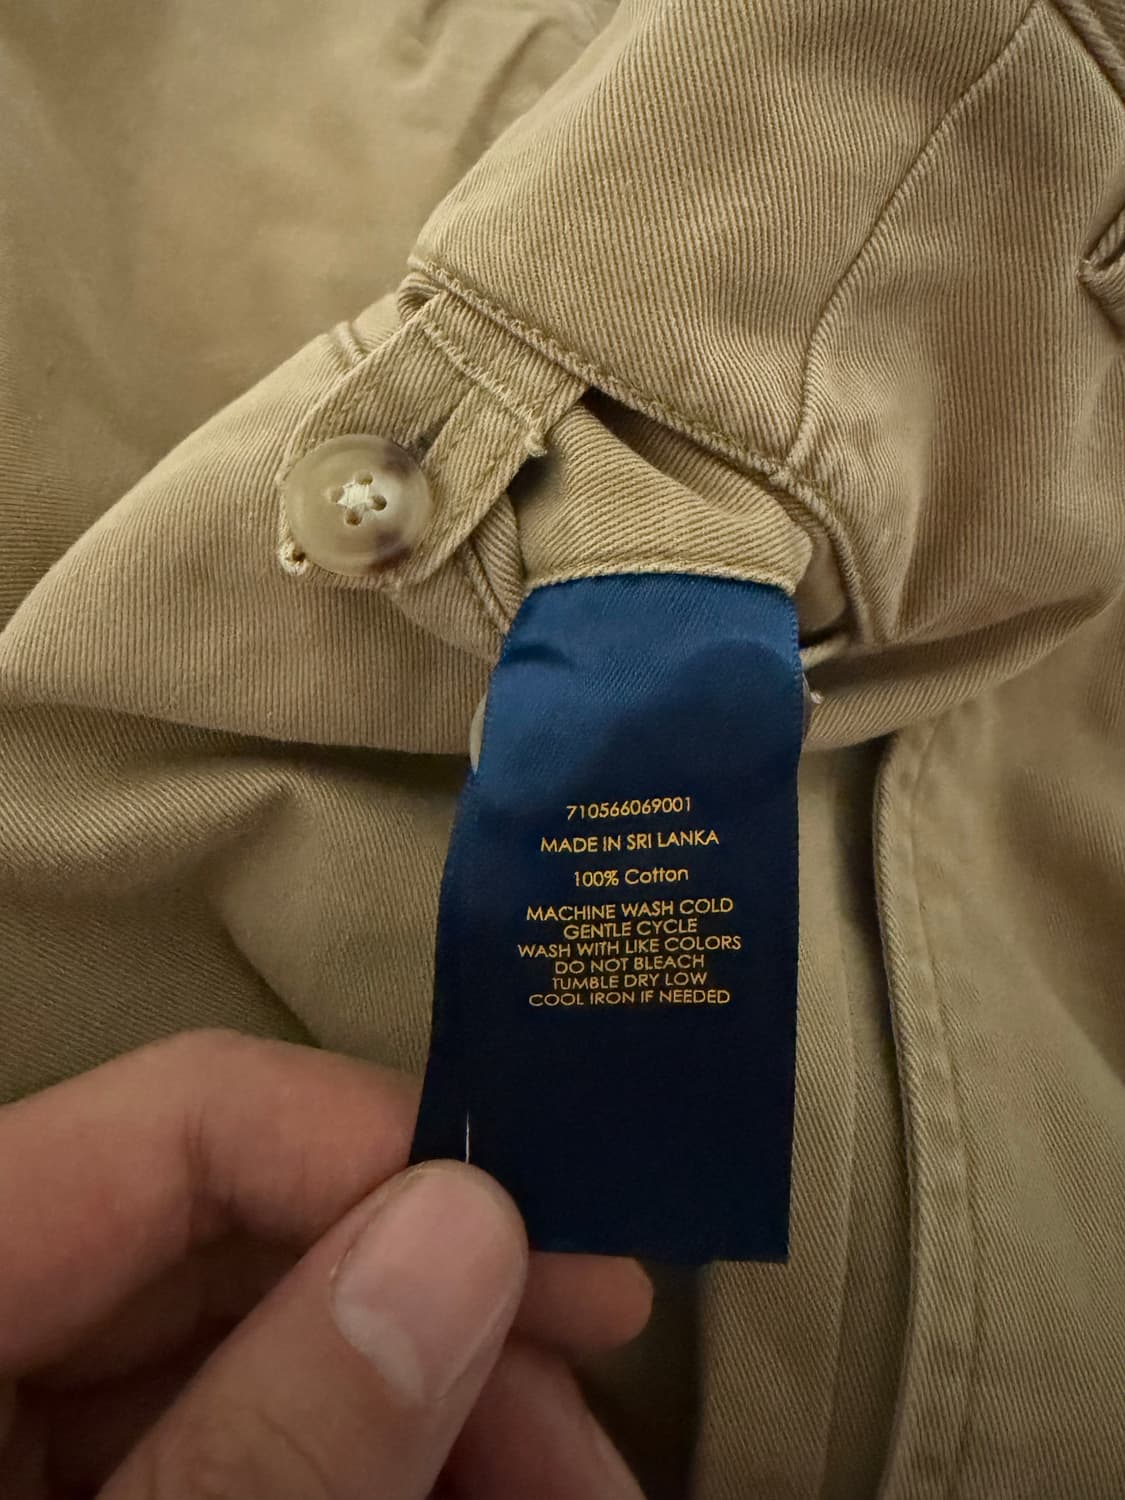 710566069001
MADE IN SRI LANKA
100% Cotton
MACHINE WASH COLD
GENTLE CYCLE
WASH WITH LIKE COLORS
DO NOT BLEACH
TUMBLE DRY LOW
COOL IRON IF NEEDED